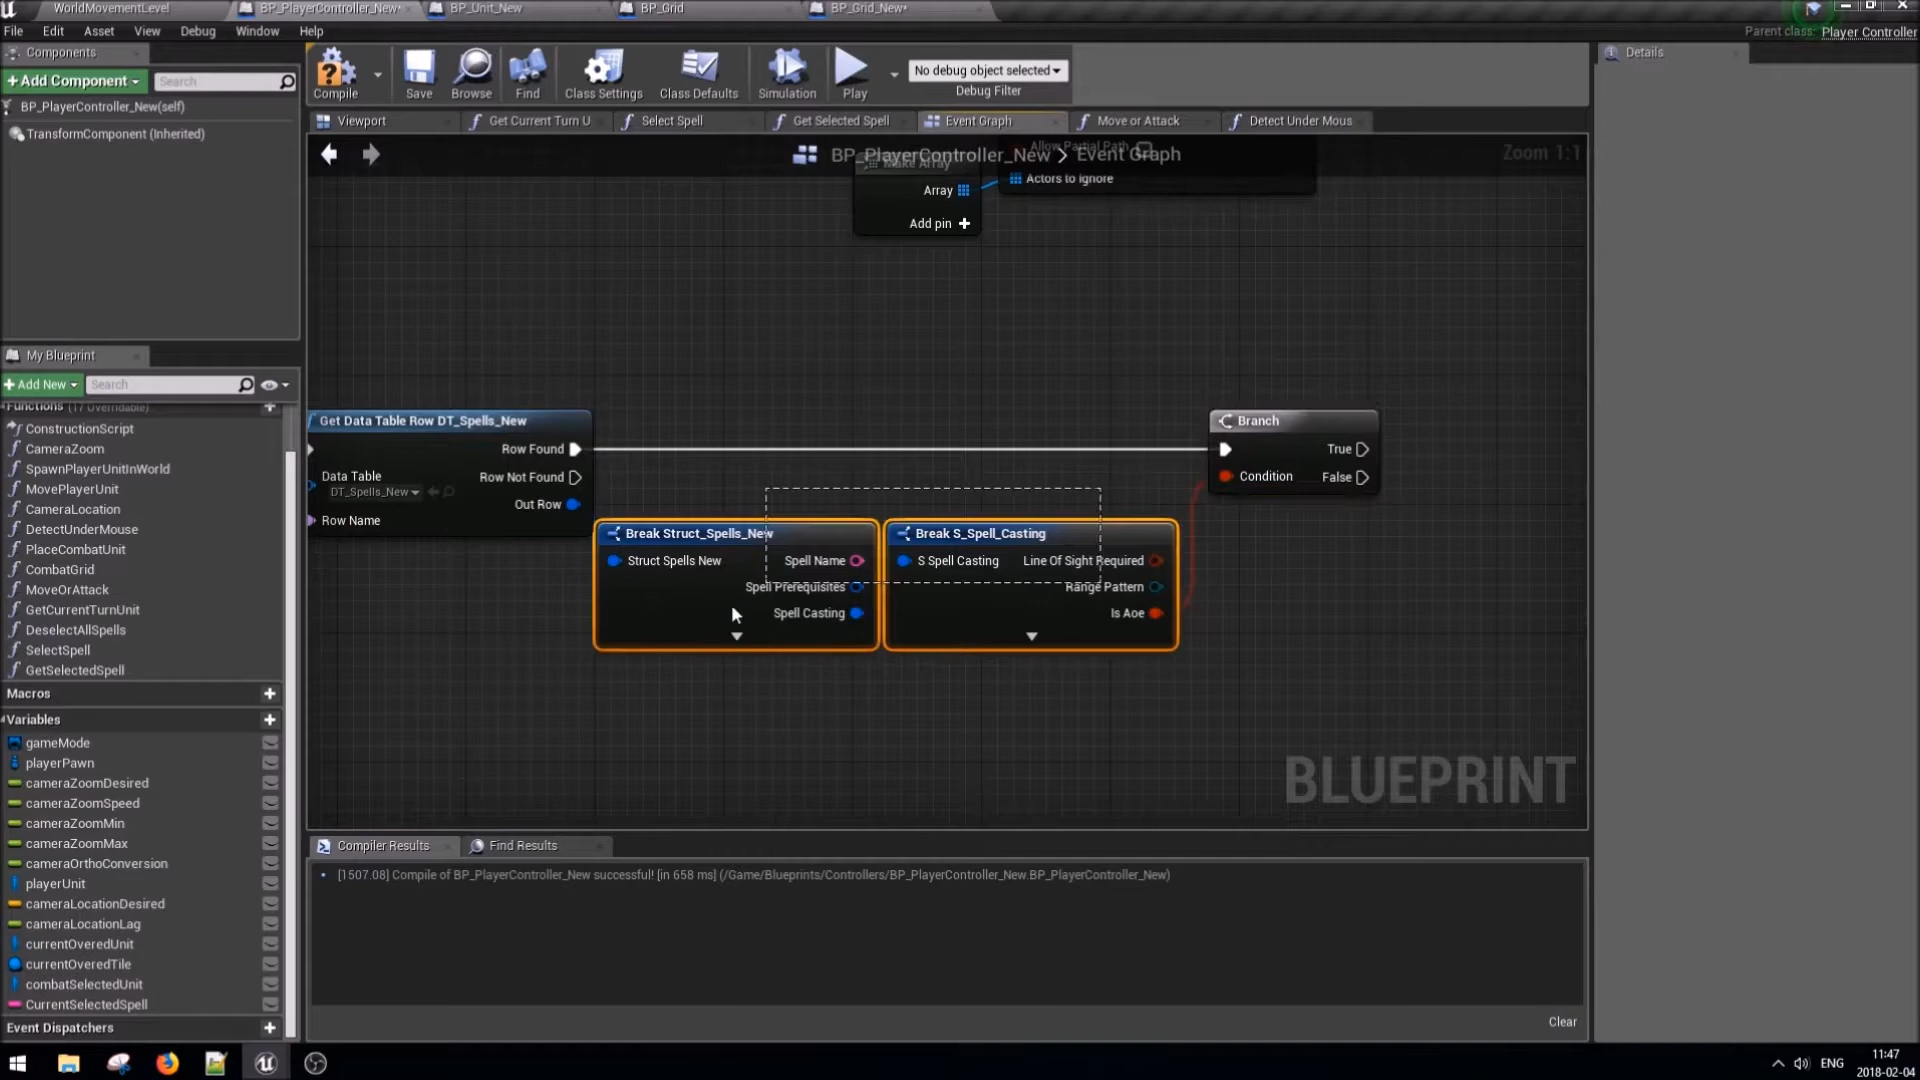 WorldMovementLevel
BP_PlayerController_New*
BP_Unit_New
BP_Grid
BP_Grid_New*
File Edit Asset View Debug Window Help
Parent class: Player Controller
Components
+Add Component
Search
BP_PlayerController_New(self)
TransformComponent (Inherited)
Compile
Save
Browse
Find
Class Settings
Class Defaults
Simulation
Play
No debug object selected
Debug Filter
Details
Viewport
Get Current Turn U
Select Spell
Get Selected Spell
Event Graph
Move or Attack
Detect Under Mous
BP_PlayerController_New > Event Graph
Zoom 1:1
Allow Partial Path
Make Array
Actors to Ignore
Array
Add pin +
Get Data Table Row DT_Spells_New
Row Found
Data Table
Row Not Found
DT_Spells_New
Out Row
Row Name
Break Struct_Spells_New
Struct Spells New
Spell Name
Spell Prerequisites
Spell Casting
Break S_Spell_Casting
S Spell Casting
Line Of Sight Required
Range Pattern
Is Aoe
Branch
True
Condition
False
BLUEPRINT
My Blueprint
+Add New
Search
Functions (17 Overridable)
ConstructionScript
CameraZoom
SpawnPlayerUnitInWorld
MovePlayerUnit
CameraLocation
DetectUnderMouse
PlaceCombatUnit
CombatGrid
MoveOrAttack
GetCurrentTurnUnit
DeselectAllSpells
SelectSpell
GetSelectedSpell
Macros
Variables
gameMode
playerPawn
cameraZoomDesired
cameraZoomSpeed
cameraZoomMin
cameraZoomMax
cameraOrthoConversion
playerUnit
cameraLocationDesired
cameraLocationLag
currentOveredUnit
currentOveredTile
combatSelectedUnit
CurrentSelectedSpell
Event Dispatchers
Compiler Results
Find Results
[1507.08] Compile of BP_PlayerController_New successful! [in 658 ms] (/Game/Blueprints/Controllers/BP_PlayerController_New.BP_PlayerController_New)
Clear
ENG
11:47
2018-02-04